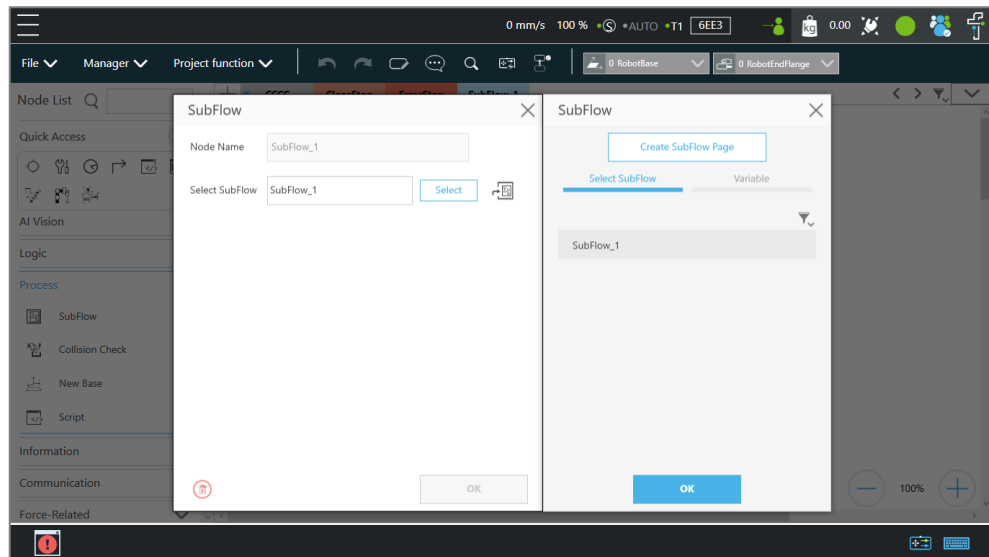 0 mm/s 100 % S AUTO T1 6EE3 kg 0.00
File Manager Project function 0 RobotBase 0 RobotEndFlange
Node List
SubFlow
SubFlow
Quick Access
Node Name SubFlow_1
Create SubFlow Page
Select SubFlow SubFlow_1 Select
Select SubFlow Variable
AI Vision
Logic
SubFlow_1
Process
SubFlow
Collision Check
New Base
Script
Information
Communication
OK
OK
100%
Force-Related